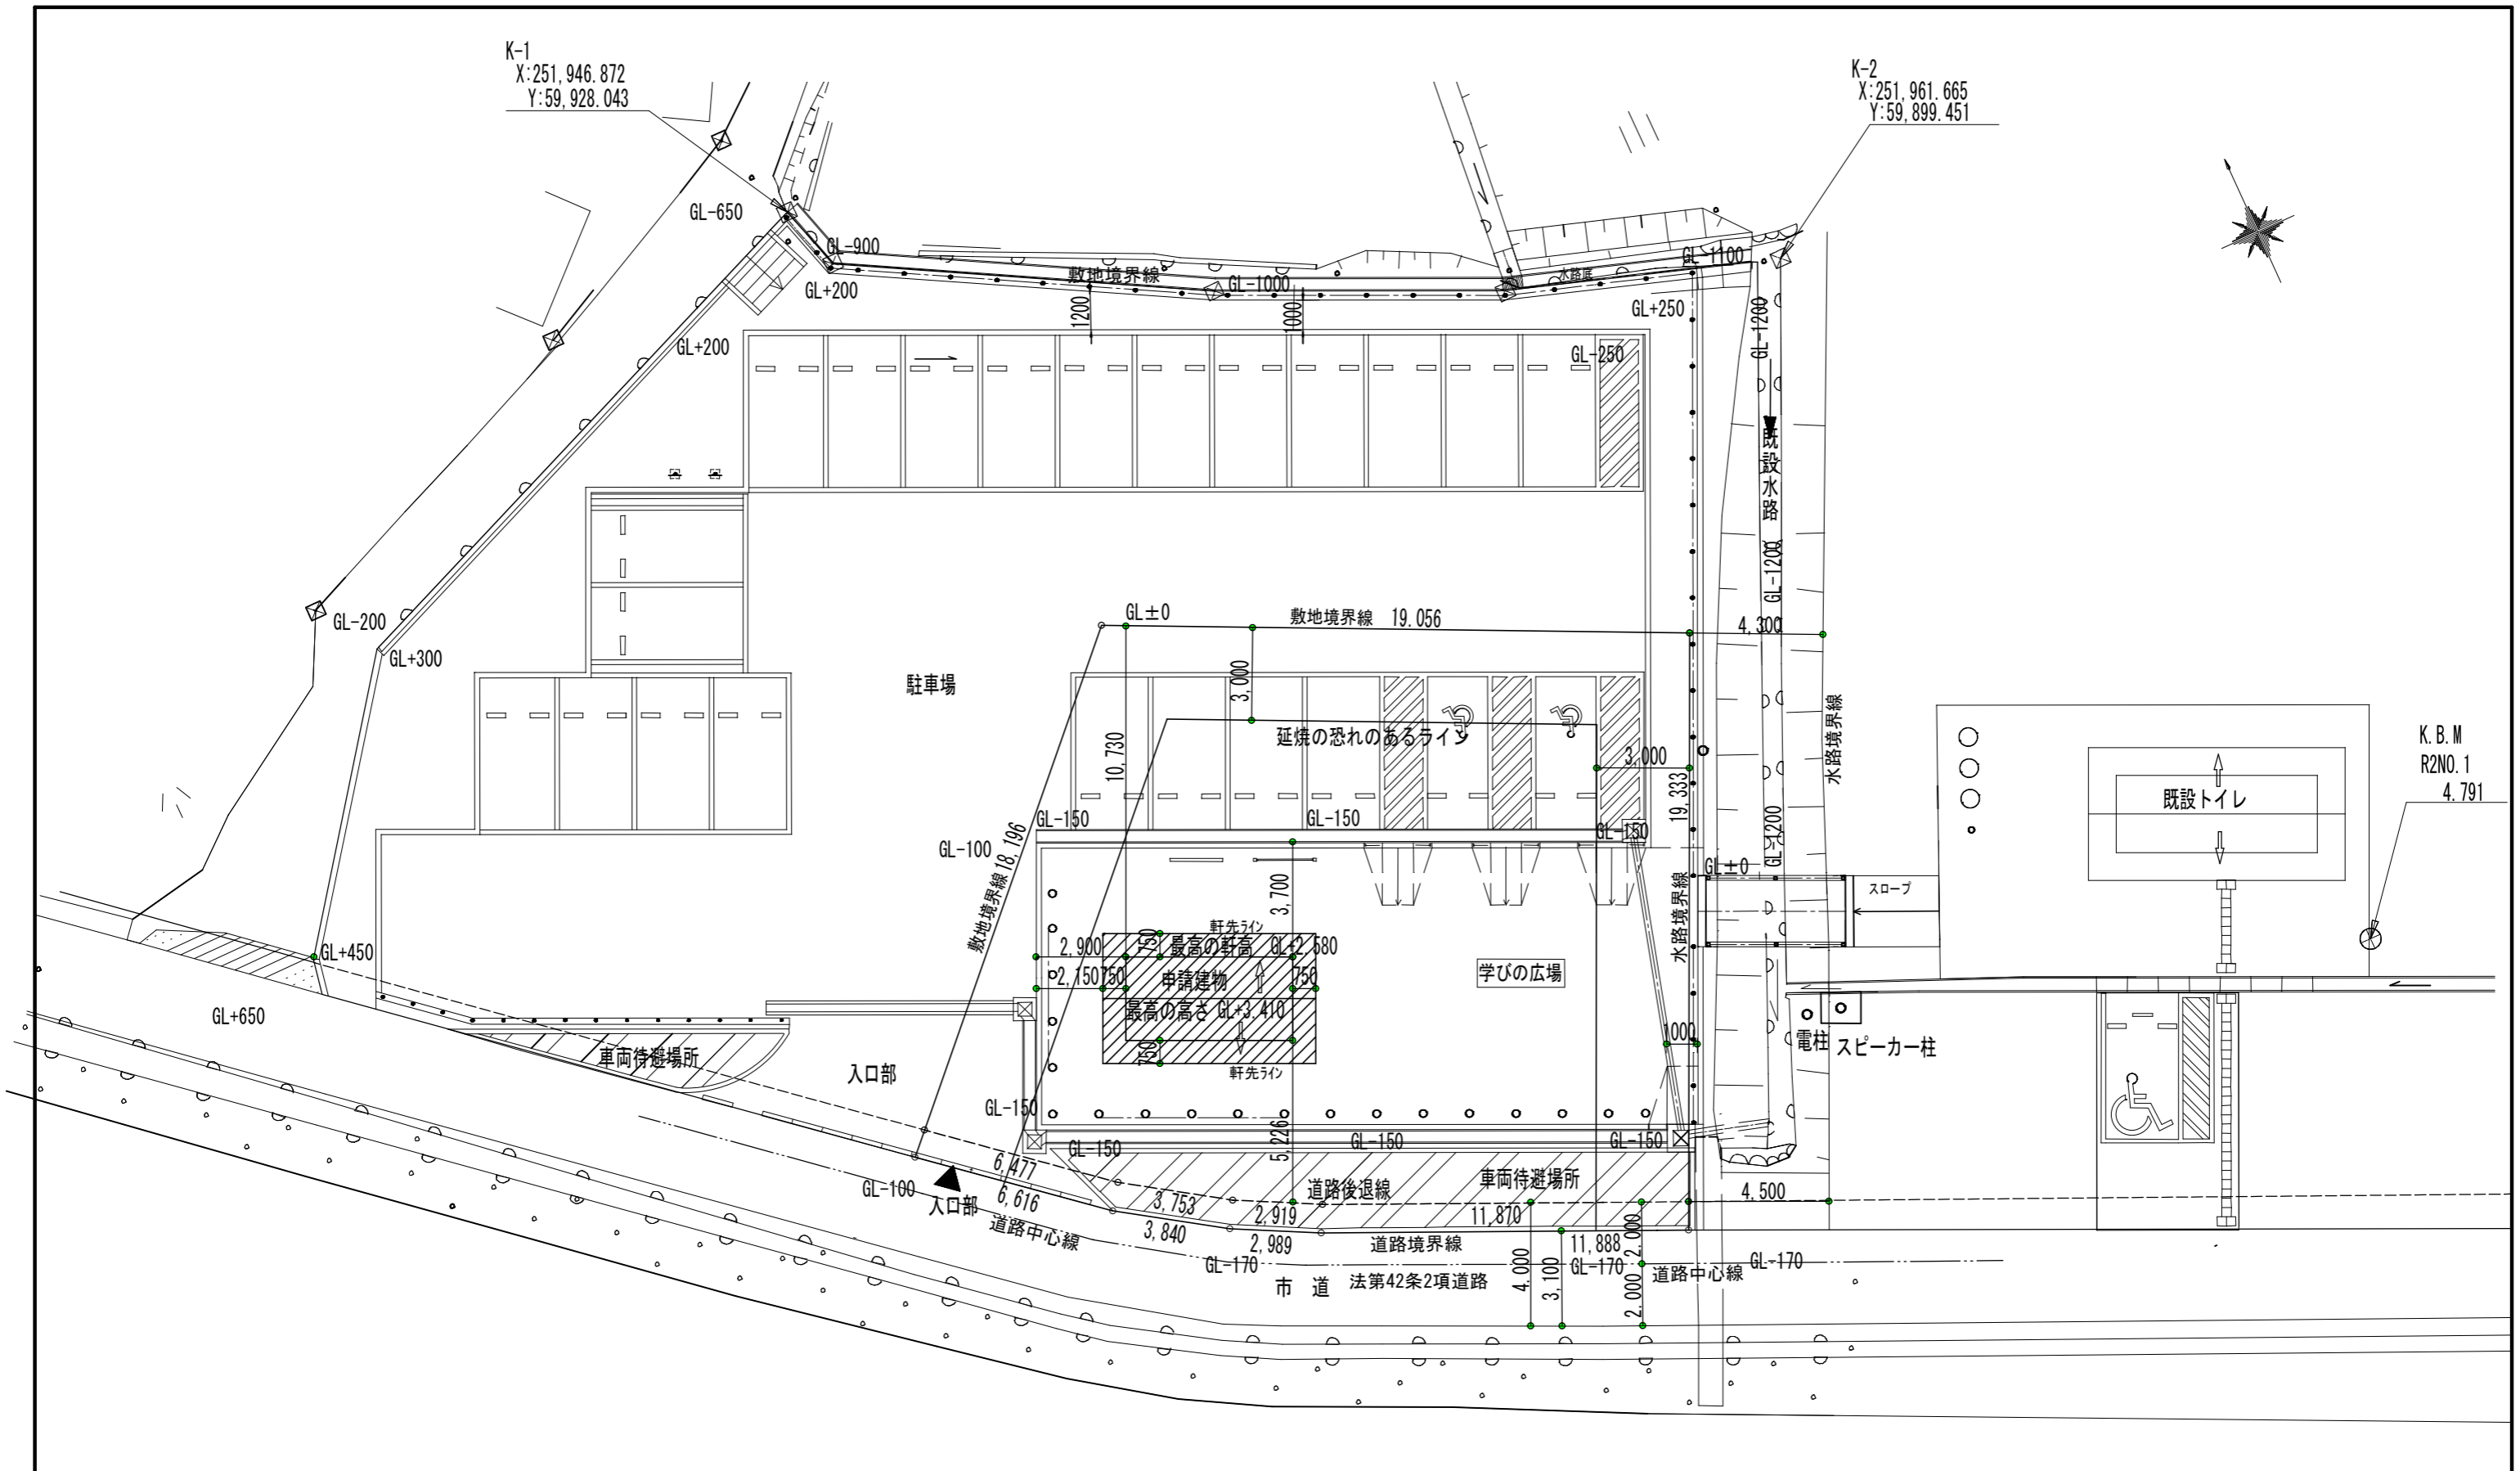 K-1
X:251,946.872
Y:59,928.043
K-2
X:251,961.665
Y:59,899.451
GL-650
GL-900
敷地境界線
GL-1000
水路底
GL-1100
GL+200
1200
1000
GL+250
GL-1200
GL+200
GL-250
既設水路
GL-1200
GL-200
GL+300
GL±0
敷地境界線 19.056
4,300
駐車場
3,000
延焼の恐れのあるライン
10,730
3,000
19,333
水路境界線
既設トイレ
K.B.M
R2NO.1
4.791
GL-150
GL-150
GL-150
GL-100
敷地境界線18,196
GL-1200
GL±0
スロープ
3,700
水路境界線
軒先ライン
GL+450
2,900
750
最高の軒高 GL+2.580
2,150
750
申請建物
750
学びの広場
最高の高さ GL+3.410
GL+650
750
軒先ライン
1000
電柱
スピーカー柱
車両待避場所
入口部
GL-150
5,226
GL-150
GL-150
GL-150
6,477
GL-100
6,616
入口部
道路中心線
3,753
3,840
2,919
2,989
道路後退線
車両待避場所
11,870
4,500
道路境界線
11,888
2,000
GL-170
GL-170
道路中心線
GL-170
市 道
法第42条2項道路
4.000
3,100
2.000